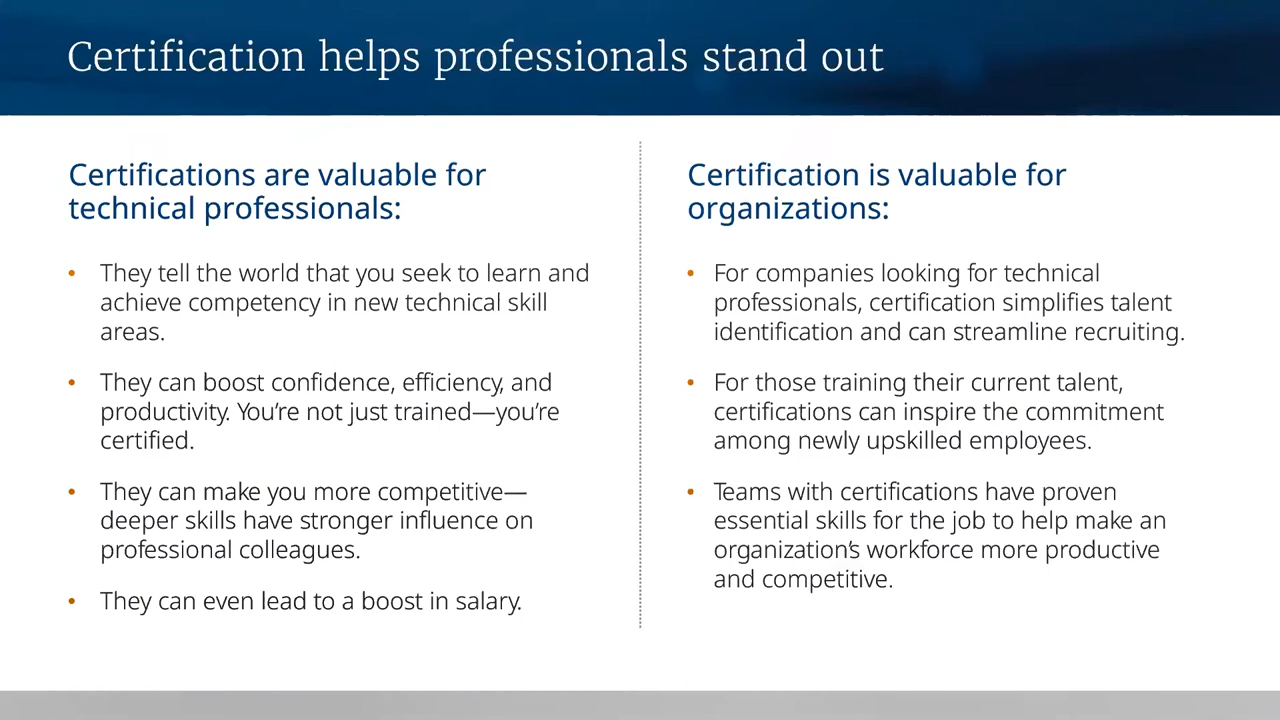 Certification helps professionals stand out
Certifications are valuable for
technical professionals:
• They tell the world that you seek to learn and
achieve competency in new technical skill
areas.
• They can boost confidence, efficiency, and
productivity. You’re not just trained—you’re
certified.
• They can make you more competitive—
deeper skills have stronger influence on
professional colleagues.
• They can even lead to a boost in salary.
Certification is valuable for
organizations:
• For companies looking for technical
professionals, certification simplifies talent
identification and can streamline recruiting.
• For those training their current talent,
certifications can inspire the commitment
among newly upskilled employees.
• Teams with certifications have proven
essential skills for the job to help make an
organization’s workforce more productive
and competitive.